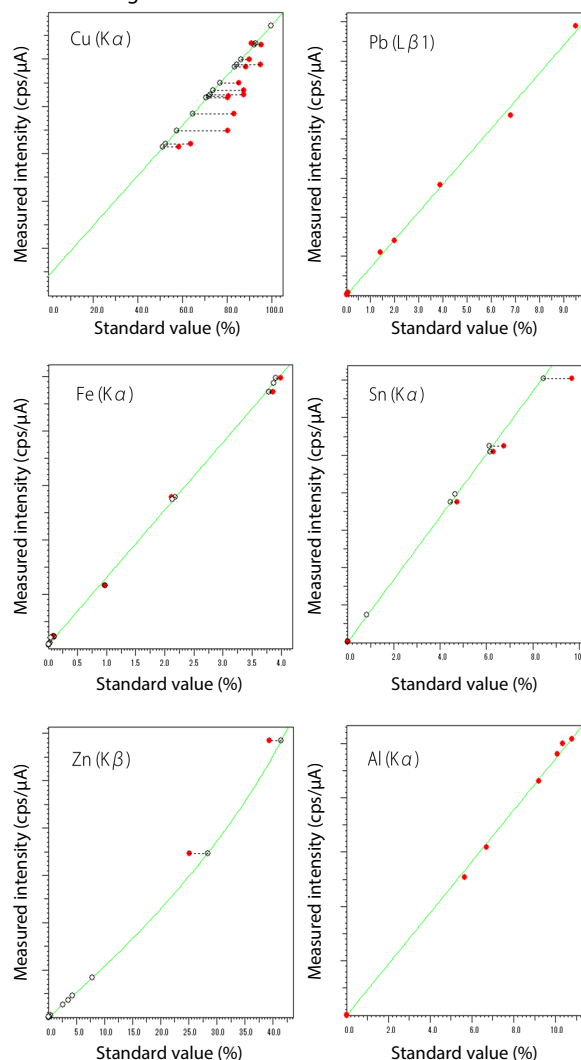 Cu (Kα)
Measured intensity (cps/μA)
0.0 20.0 40.0 60.0 80.0 100.0
Standard value (%)
Pb (Lβ1)
Measured intensity (cps/μA)
0.0 1.0 2.0 3.0 4.0 5.0 6.0 7.0 8.0 9.0
Standard value (%)
Fe (Kα)
Measured intensity (cps/μA)
0.0 0.5 1.0 1.5 2.0 2.5 3.0 3.5 4.0
Standard value (%)
Sn (Kα)
Measured intensity (cps/μA)
0.0 2.0 4.0 6.0 8.0 10.
Standard value (%)
Zn (Kβ)
Measured intensity (cps/μA)
0.0 5.0 10.0 15.0 20.0 25.0 30.0 35.0 40.0
Standard value (%)
Al (Kα)
Measured intensity (cps/μA)
0.0 2.0 4.0 6.0 8.0 10.0
Standard value (%)